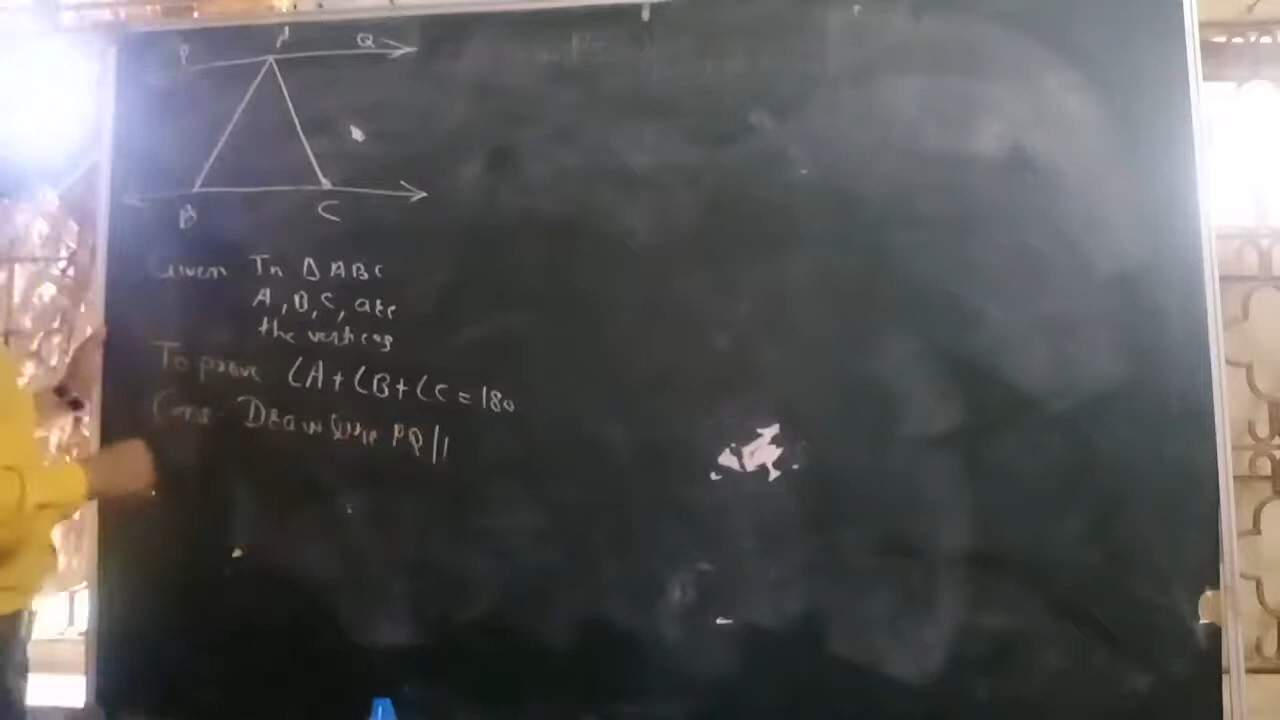 P A Q
B C
Given In △ABC
A, B, C, are
the vertices
To prove ∠A+∠B+∠C=180
Cons- Draw line PQ||